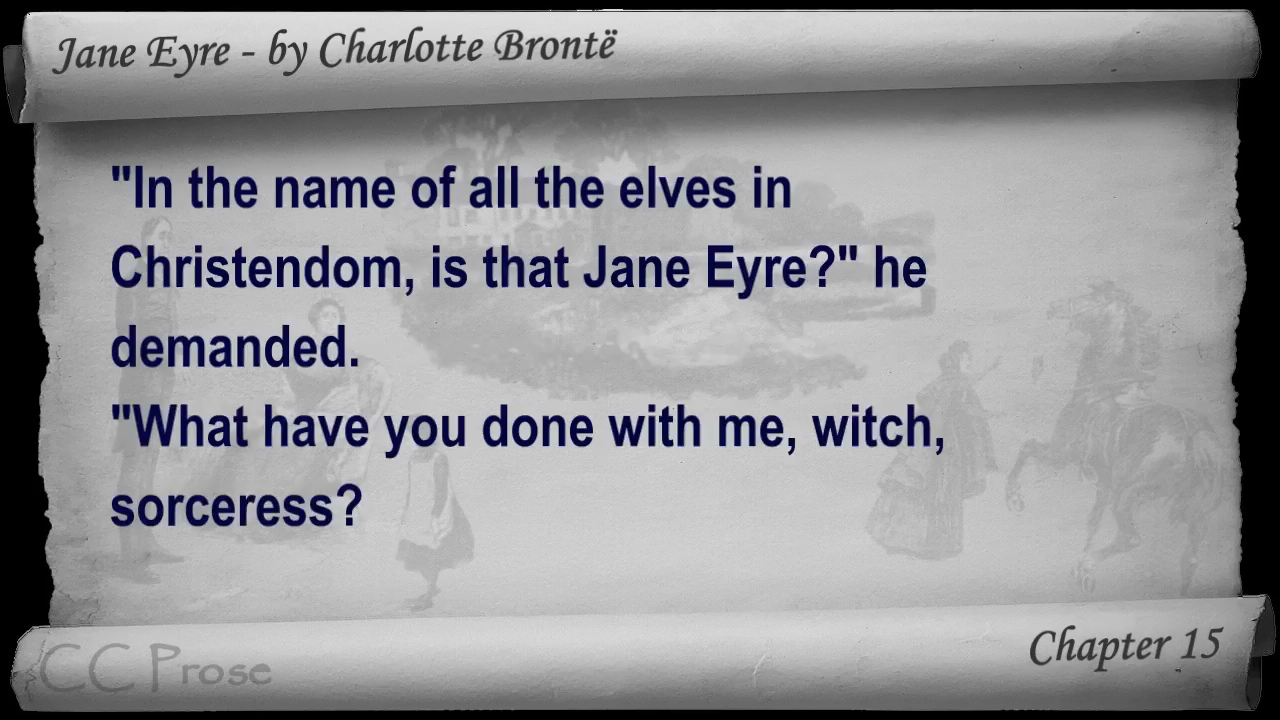 Jane Eyre - by Charlotte Brontë
"In the name of all the elves in
Christendom, is that Jane Eyre?" he
demanded.
"What have you done with me, witch,
sorceress?
CC Prose
Chapter 15